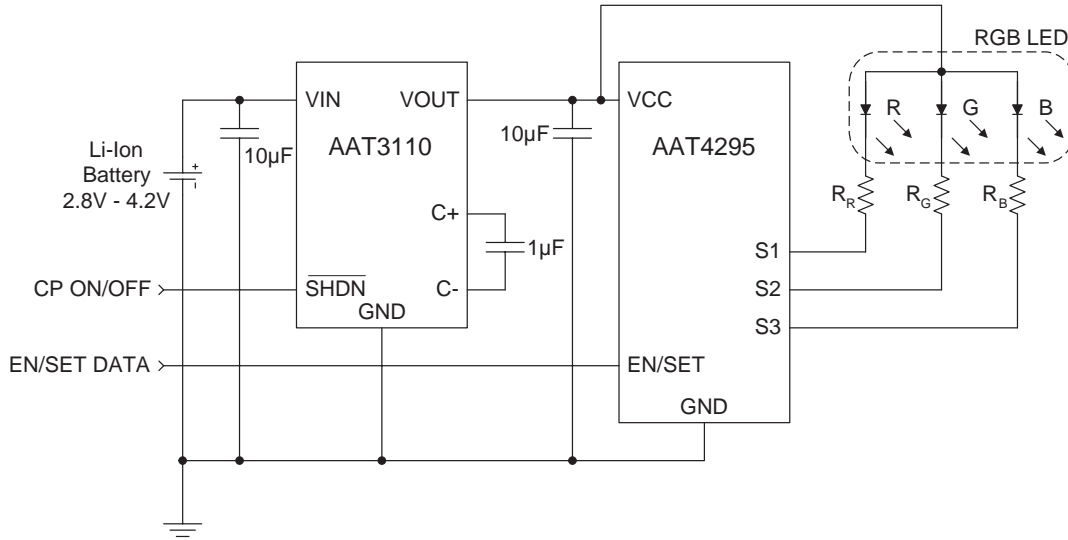 RGB LED
VIN
VOUT
VCC
R
G
B
10µF
10µF
AAT3110
AAT4295
Li-Ion
Battery
2.8V - 4.2V
+
-
C+
1µF
C-
R_R
R_G
R_B
S1
S2
S3
CP ON/OFF
SHDN
GND
EN/SET DATA
EN/SET
GND